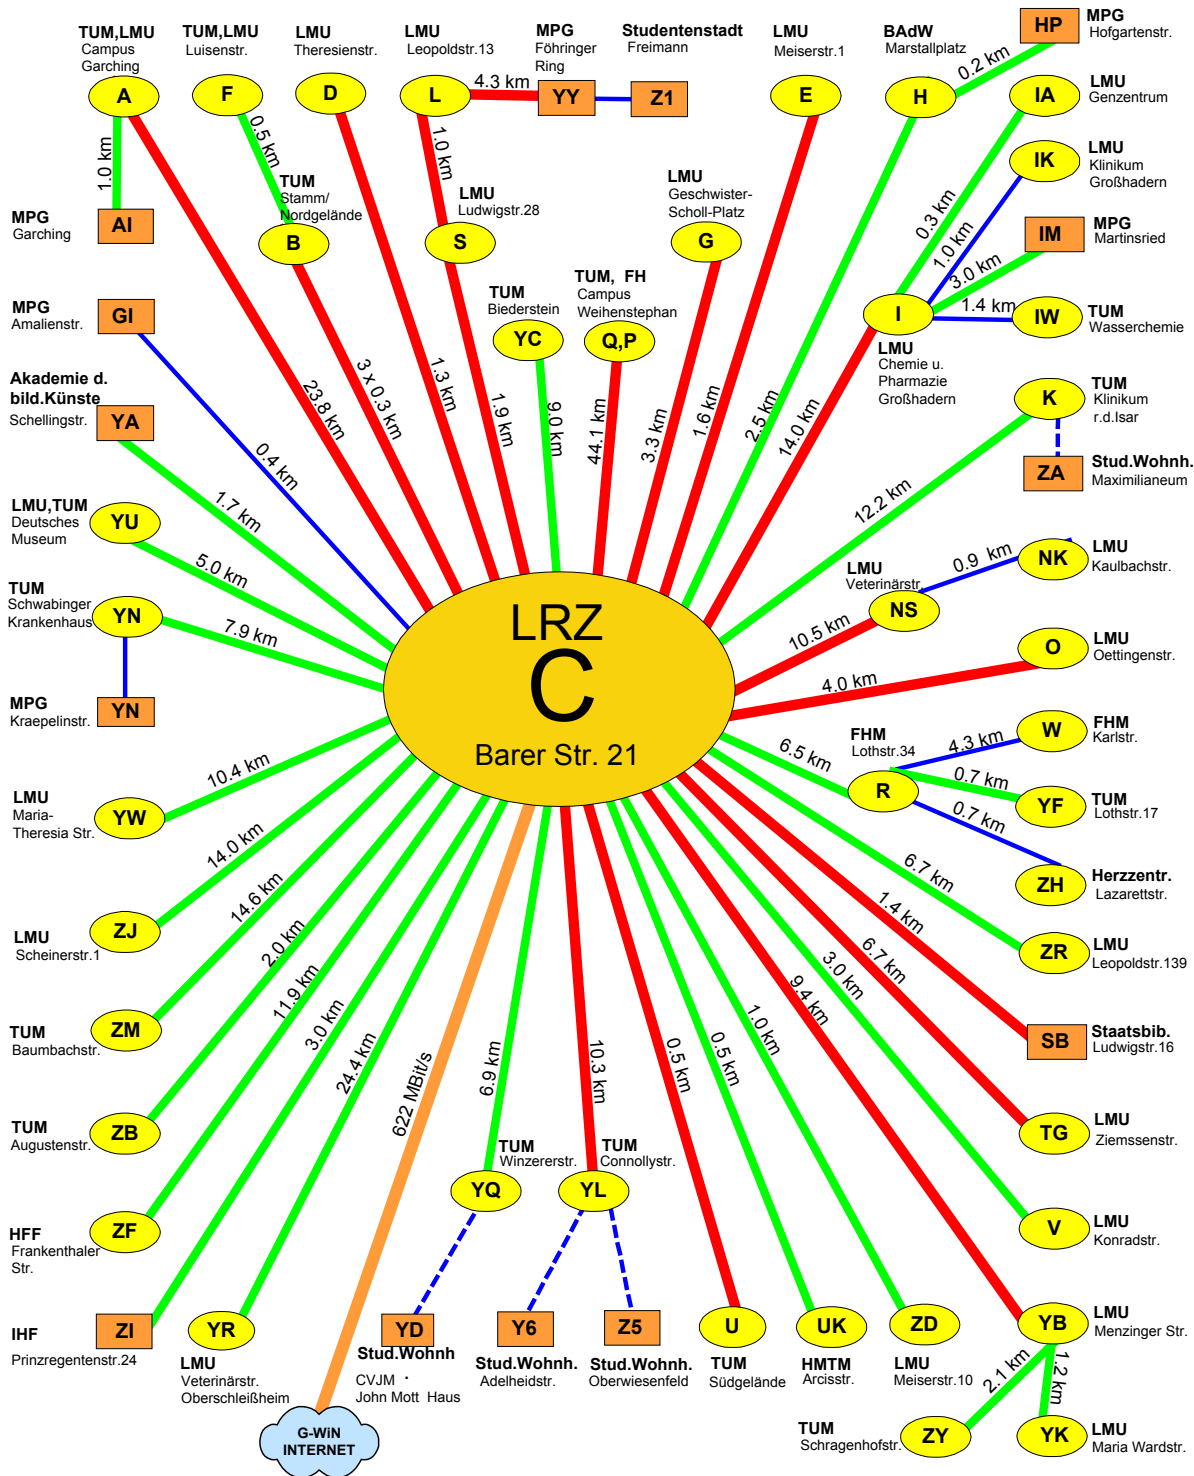 TUM,LMU
Campus
Garching
A
TUM,LMU
Luisenstr.
F
LMU
Theresienstr.
D
LMU
Leopoldstr.13
L
4.3 km
MPG
Föhringer
Ring
YY
Studentenstadt
Freimann
Z1
LMU
Meiserstr.1
E
BAdW
Marstallplatz
H
0.2 km
HP
MPG
Hofgartenstr.
IA
LMU
Genzentrum
IK
LMU
Klinikum
Großhadern
IM
MPG
Martinsried
IW
TUM
Wasserchemie
0.3 km
1.0 km
3.0 km
1.4 km
I
LMU
Chemie u.
Pharmazie
Großhadern
1.0 km
MPG
Garching
AI
0.5 km
TUM
Stamm/
Nordgelände
B
1.0 km
LMU
Ludwigstr.28
S
LMU
Geschwister-
Scholl-Platz
G
MPG
Amalienstr.
GI
TUM
Biederstein
YC
TUM, FH
Campus
Weihenstephan
Q,P
Akademie d.
bild.Künste
Schellingstr.
YA
23.8 km
3 x 0.3 km
1.3 km
1.9 km
9.0 km
44.1 km
3.3 km
1.6 km
2.5 km
14.0 km
K
TUM
Klinikum
r.d.Isar
ZA
Stud.Wohnh.
Maximilianeum
0.4 km
1.7 km
12.2 km
LMU,TUM
Deutsches
Museum
YU
5.0 km
TUM
Schwabinger
Krankenhaus
YN
7.9 km
MPG
Kraepelinstr.
YN
LRZ
C
Barer Str. 21
LMU
Veterinärstr.
NS
0.9 km
NK
LMU
Kaulbachstr.
10.5 km
O
LMU
Oettingenstr.
4.0 km
FHM
Lothstr.34
R
6.5 km
4.3 km
W
FHM
Karlstr.
0.7 km
YF
TUM
Lothstr.17
0.7 km
ZH
Herzzentr.
Lazarettstr.
10.4 km
LMU
Maria-
Theresia Str.
YW
14.0 km
LMU
Scheinerstr.1
ZJ
14.6 km
TUM
Baumbachstr.
ZM
2.0 km
TUM
Augustenstr.
ZB
11.9 km
HFF
Frankenthaler
Str.
ZF
3.0 km
IHF
Prinzregentenstr.24
ZI
24.4 km
YR
LMU
Veterinärstr.
Oberschleißheim
622 MBit/s
G-WiN
INTERNET
6.9 km
TUM
Winzererstr.
YQ
YD
Stud.Wohnh
CVJM ·
John Mott Haus
10.3 km
TUM
Connollystr.
YL
Y6
Stud.Wohnh.
Adelheidstr.
Z5
Stud.Wohnh.
Oberwiesenfeld
0.5 km
U
TUM
Südgelände
0.5 km
UK
HMTM
Arcisstr.
1.0 km
ZD
LMU
Meiserstr.10
9.4 km
YB
LMU
Menzinger Str.
2.1 km
1.2 km
TUM
Schragenhofstr.
ZY
YK
LMU
Maria Wardstr.
3.0 km
V
LMU
Konradstr.
6.7 km
TG
LMU
Ziemssenstr.
1.4 km
SB
Staatsbib.
Ludwigstr.16
6.7 km
ZR
LMU
Leopoldstr.139